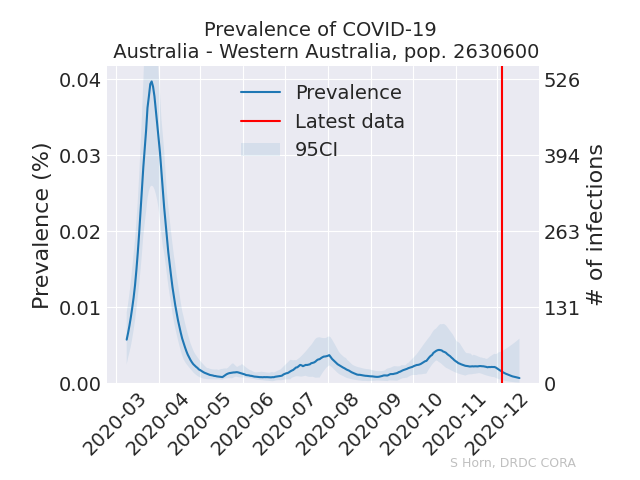 Prevalence of COVID-19
Australia - Western Australia, pop. 2630600
Prevalence (%)
0.04
0.03
0.02
0.01
0.00
Prevalence
Latest data
95CI
526
394
263
131
0
# of infections
2020-03
2020-04
2020-05
2020-06
2020-07
2020-08
2020-09
2020-10
2020-11
2020-12
S Horn, DRDC CORA